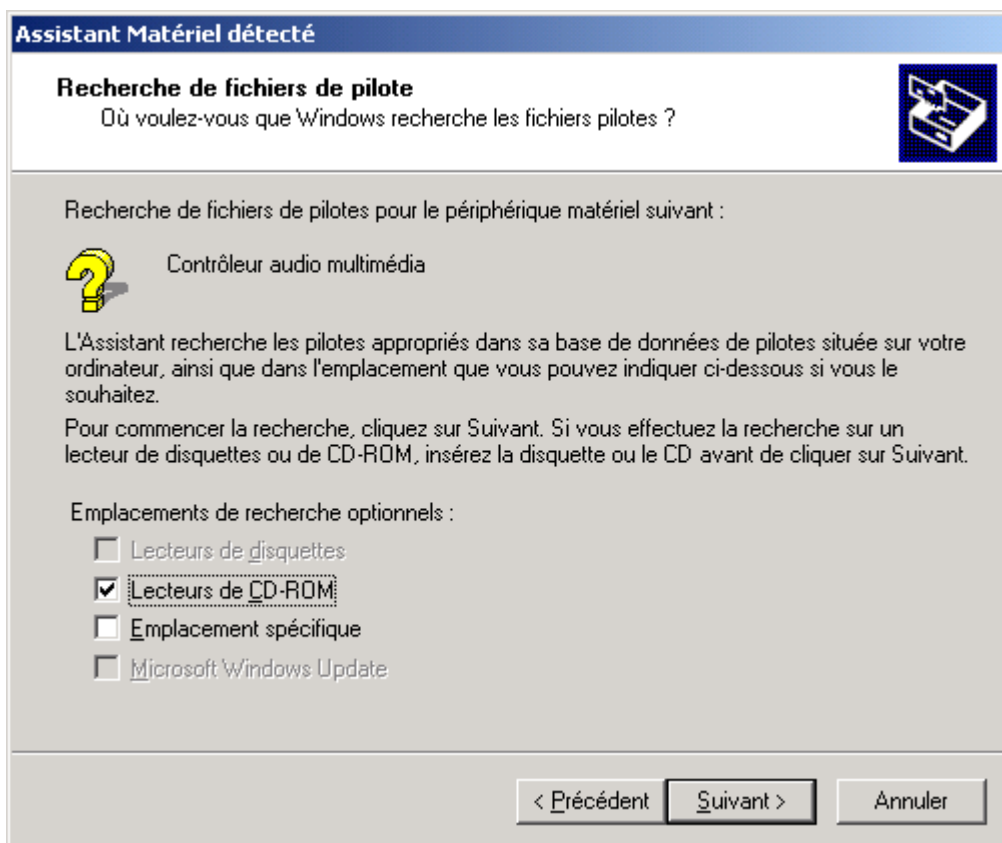 Assistant Matériel détecté
Recherche de fichiers de pilote
Où voulez-vous que Windows recherche les fichiers pilotes ?
Recherche de fichiers de pilotes pour le périphérique matériel suivant :
Contrôleur audio multimédia
L'Assistant recherche les pilotes appropriés dans sa base de données de pilotes située sur votre
ordinateur, ainsi que dans l'emplacement que vous pouvez indiquer ci-dessous si vous le
souhaitez.
Pour commencer la recherche, cliquez sur Suivant. Si vous effectuez la recherche sur un
lecteur de disquettes ou de CD-ROM, insérez la disquette ou le CD avant de cliquer sur Suivant.
Emplacements de recherche optionnels :
Lecteurs de disquettes
Lecteurs de CD-ROM
Emplacement spécifique
Microsoft Windows Update
< Précédent Suivant > Annuler